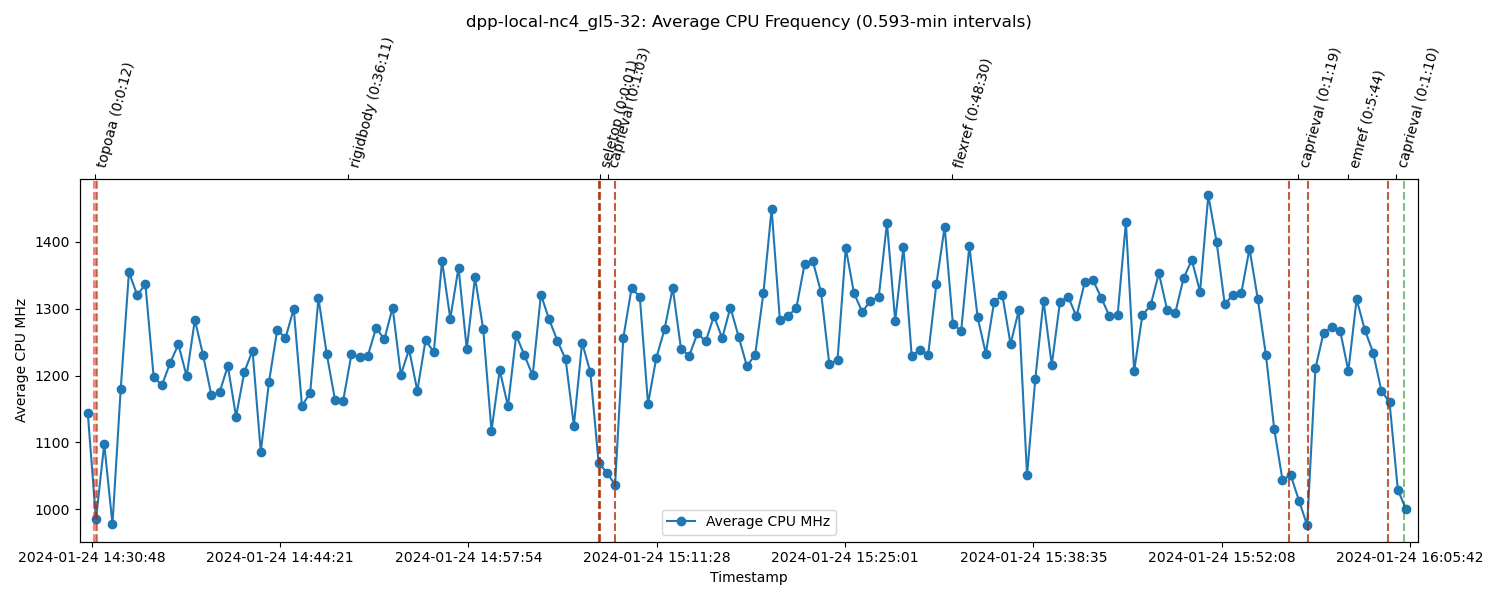 dpp-local-nc4_gl5-32: Average CPU Frequency (0.593-min intervals)
topoaa (0:0:12)
rigidbody (0:36:11)
seletop (0:0:01)
caprieval (0:1:03)
flexref (0:48:30)
caprieval (0:1:19)
emref (0:5:44)
caprieval (0:1:10)
Average CPU MHz
1400
1300
1200
1100
1000
Average CPU MHz
2024-01-24 14:30:48
2024-01-24 14:44:21
2024-01-24 14:57:54
2024-01-24 15:11:28
2024-01-24 15:25:01
2024-01-24 15:38:35
2024-01-24 15:52:08
2024-01-24 16:05:42
Timestamp